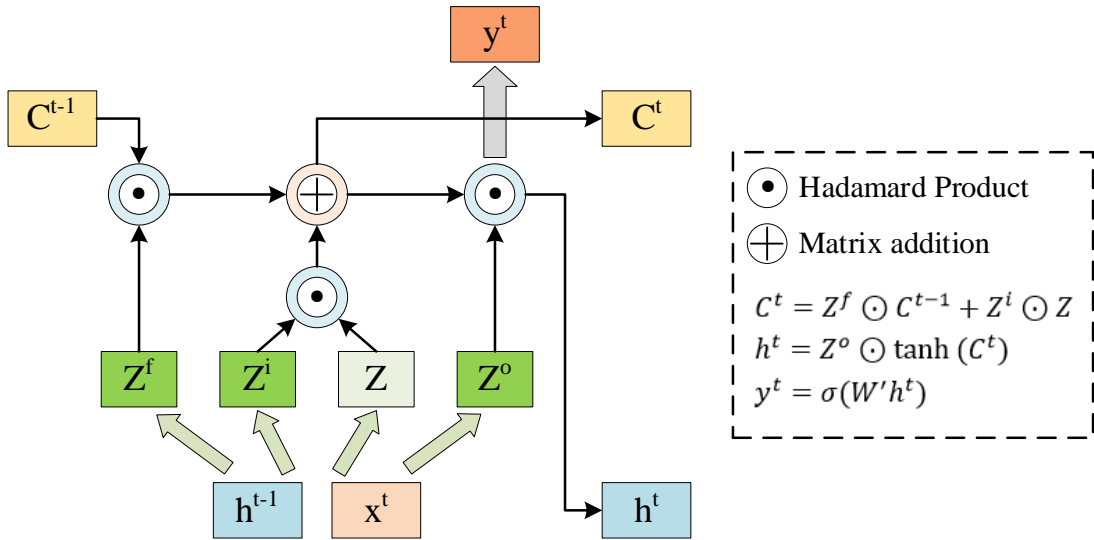 y^t
C^{t-1}
C^t
Hadamard Product
Matrix addition
C^t = Z^f ⊙ C^{t-1} + Z^i ⊙ Z
h^t = Z^o ⊙ tanh (C^t)
y^t = σ(W'h^t)
Z^f
Z^i
Z
Z^o
h^{t-1}
x^t
h^t